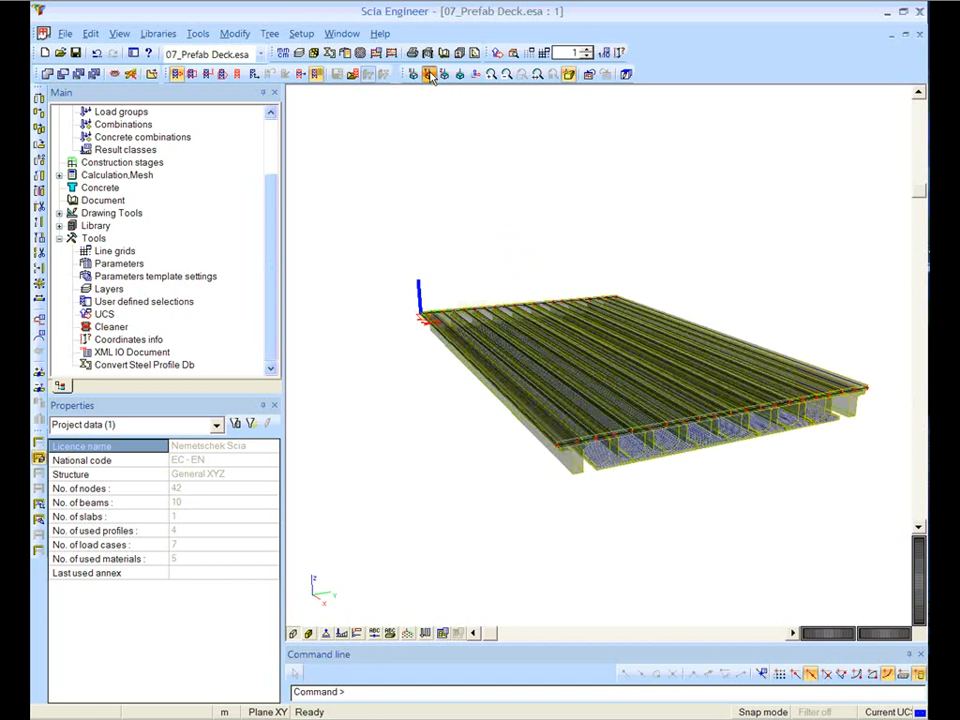 Scia Engineer - [07_Prefab Deck.esa : 1]
File Edit View Libraries Tools Modify Tree Setup Window Help
07_Prefab Deck.esa
1
Main
Load groups
Combinations
Concrete combinations
Result classes
Construction stages
Calculation,Mesh
Concrete
Document
Drawing Tools
Library
Tools
Line grids
Parameters
Parameters template settings
Layers
User defined selections
UCS
Cleaner
Coordinates info
XML IO Document
Convert Steel Profile Db
Properties
Project data (1)
Licence name Nemetschek Scia
National code EC - EN
Structure General XYZ
No. of nodes : 42
No. of beams : 10
No. of slabs : 1
No. of used profiles : 4
No. of load cases : 7
No. of used materials : 5
Last used annex
Z
Y
X
Command line
Command >
m Plane XY Ready Snap mode Filter off Current UCS